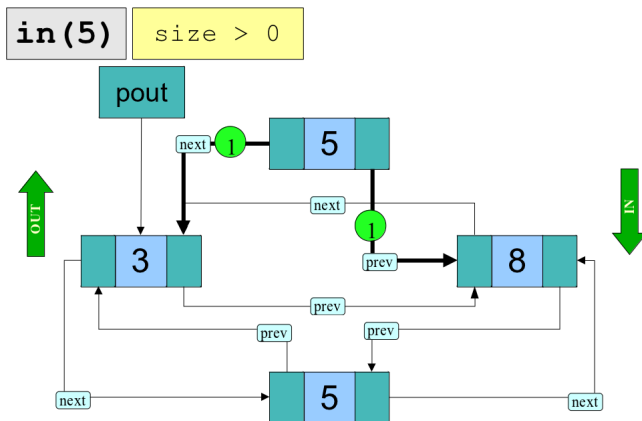 in(5)
size > 0
pout
5
next
1
next
1
OUT
IN
3
8
prev
prev
prev
prev
5
next
next